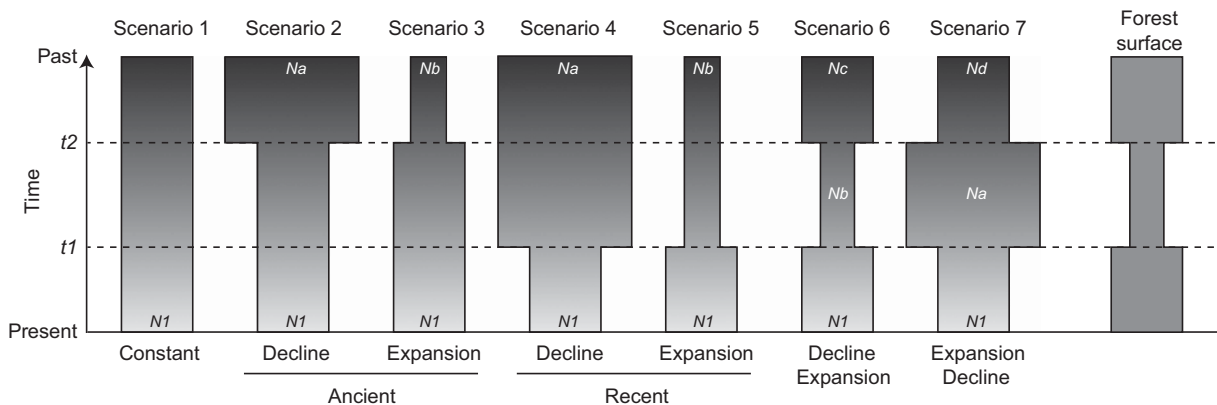 Scenario 1 Scenario 2 Scenario 3 Scenario 4 Scenario 5 Scenario 6 Scenario 7 Forest
surface
Past
Na Nb Na Nb Nc Nd
t2
Time
Nb Na
t1
N1 N1 N1 N1 N1 N1 N1
Present
Constant Decline Expansion Decline Expansion Decline Expansion
Expansion Decline
Ancient Recent